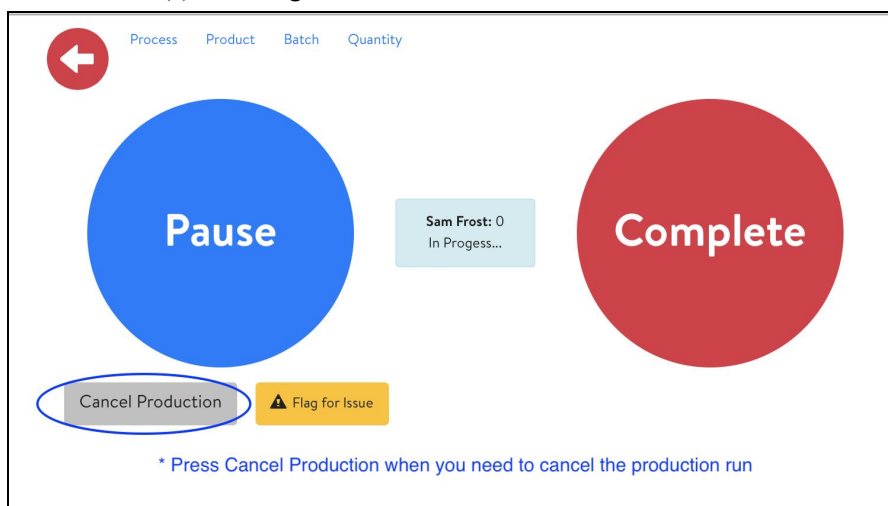 Process Product Batch Quantity
Pause
Sam Frost: 0
In Progess...
Complete
Cancel Production
Flag for Issue
* Press Cancel Production when you need to cancel the production run